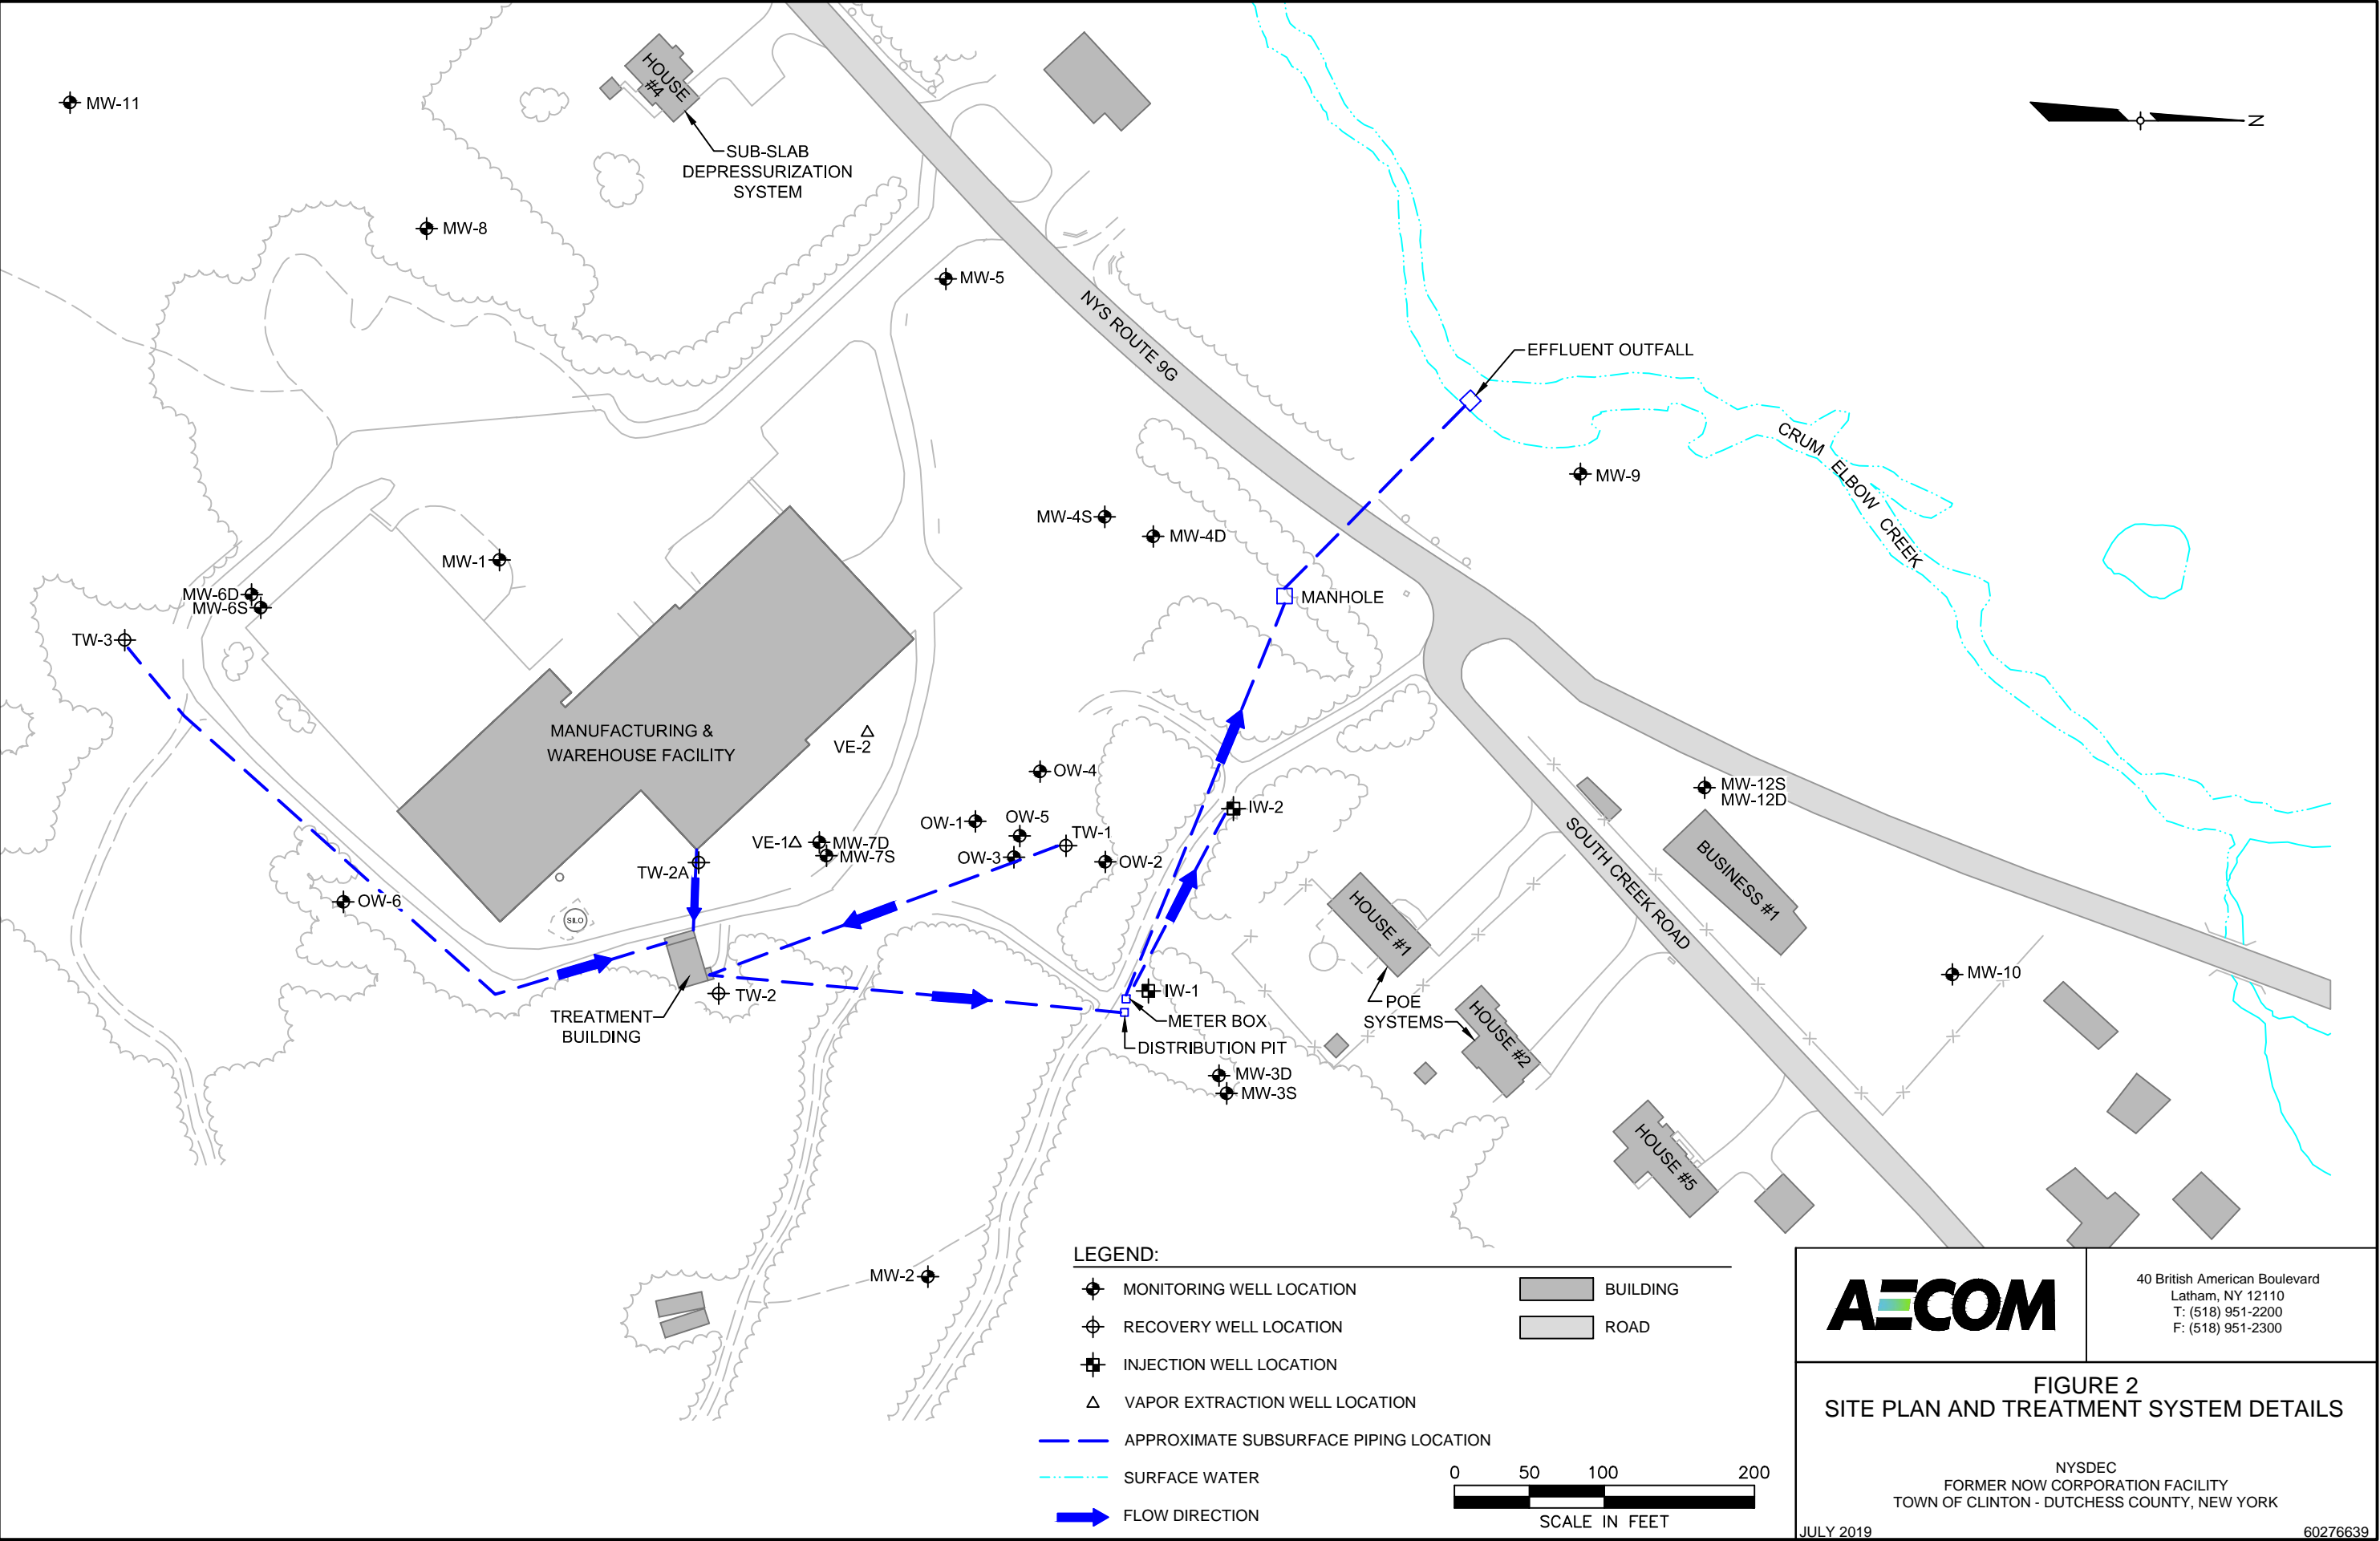 MW-11
HOUSE
#4
SUB-SLAB
DEPRESSURIZATION
SYSTEM
N
MW-8
MW-5
NYS ROUTE 9G
EFFLUENT OUTFALL
CRUM ELBOW CREEK
MW-9
MW-4S
MW-4D
MW-1
MW-6D
MW-6S
TW-3
MANHOLE
MANUFACTURING &
WAREHOUSE FACILITY
VE-2
OW-4
IW-2
MW-12S
MW-12D
OW-1
OW-5
TW-1
VE-1
MW-7D
MW-7S
OW-3
OW-2
TW-2A
SOUTH CREEK ROAD
BUSINESS #1
OW-6
SILO
HOUSE #1
MW-10
TW-2
IW-1
POE
SYSTEMS
HOUSE #2
TREATMENT
BUILDING
METER BOX
DISTRIBUTION PIT
MW-3D
MW-3S
HOUSE #5
MW-2
LEGEND:
MONITORING WELL LOCATION
RECOVERY WELL LOCATION
INJECTION WELL LOCATION
VAPOR EXTRACTION WELL LOCATION
APPROXIMATE SUBSURFACE PIPING LOCATION
SURFACE WATER
FLOW DIRECTION
BUILDING
ROAD
0 50 100 200
SCALE IN FEET
AECOM
40 British American Boulevard
Latham, NY 12110
T: (518) 951-2200
F: (518) 951-2300
FIGURE 2
SITE PLAN AND TREATMENT SYSTEM DETAILS
NYSDEC
FORMER NOW CORPORATION FACILITY
TOWN OF CLINTON - DUTCHESS COUNTY, NEW YORK
JULY 2019
60276639